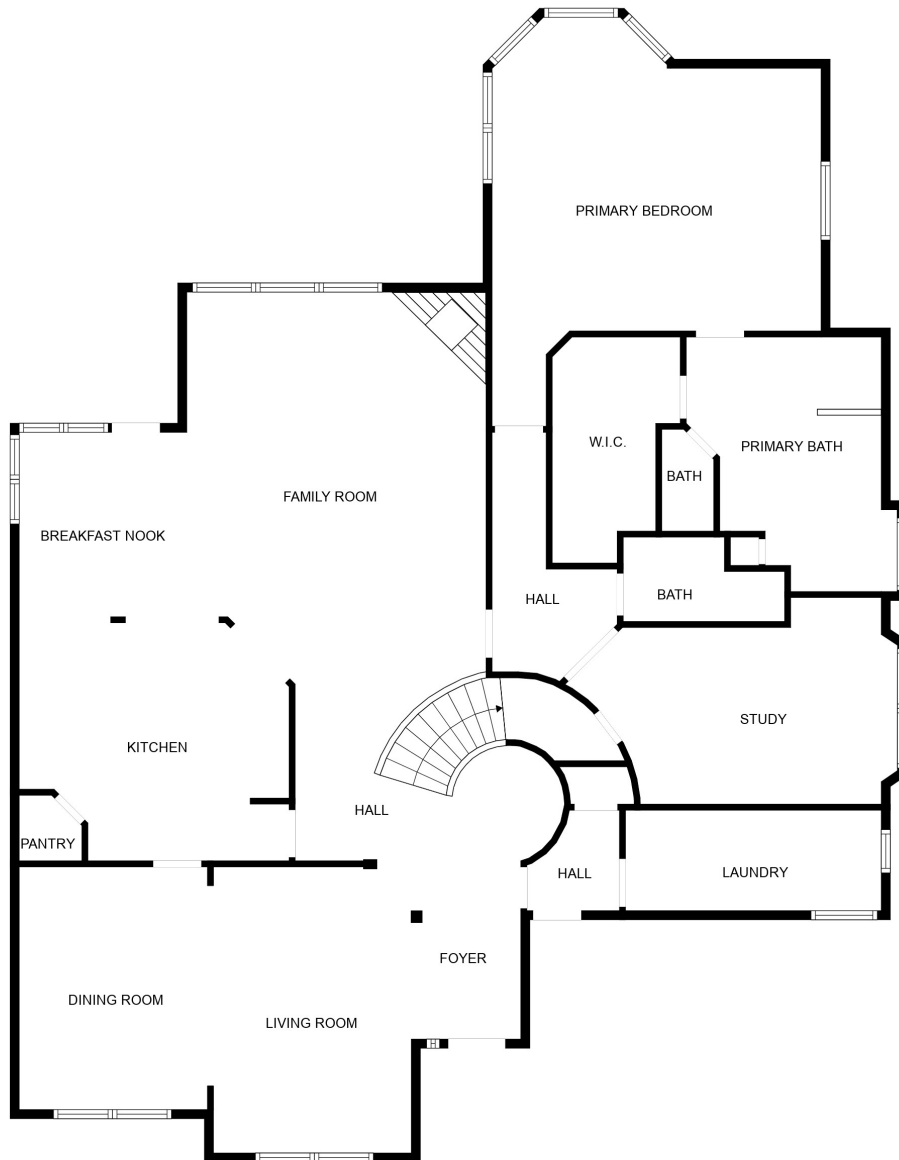 PRIMARY BEDROOM
W.I.C.
PRIMARY BATH
BATH
FAMILY ROOM
BREAKFAST NOOK
HALL
BATH
STUDY
KITCHEN
HALL
PANTRY
HALL
LAUNDRY
FOYER
DINING ROOM
LIVING ROOM